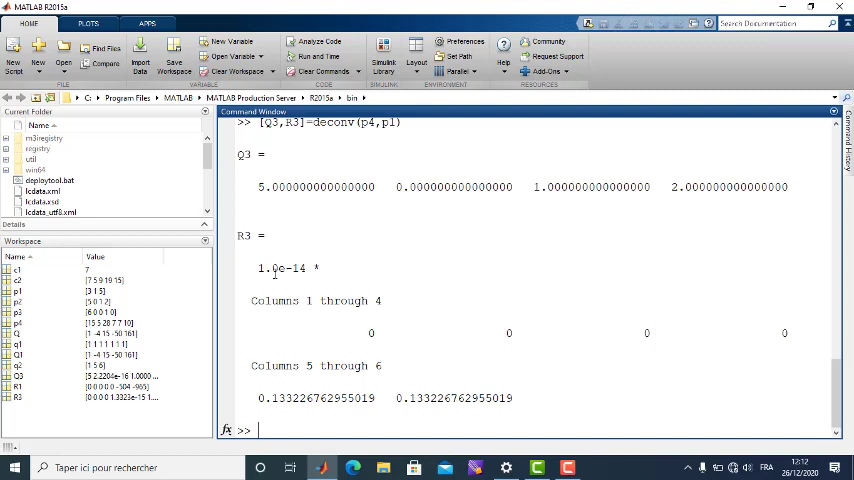 MATLAB R2015a
HOME PLOTS APPS Search Documentation
New Script New Open Find Files Compare Import Data Save Workspace New Variable Open Variable Clear Workspace Analyze Code Run and Time Clear Commands Simulink Library Layout Preferences Set Path Parallel Help Community Request Support Add-Ons
FILE VARIABLE CODE SIMULINK ENVIRONMENT RESOURCES
C: Program Files MATLAB MATLAB Production Server R2015a bin
Current Folder
Name
m3iregistry
registry
util
win64
deploytool.bat
lcdata.xml
lcdata.xsd
lcdata_utf8.xml
Details
Workspace
Name Value
c1 7
c2 [7 5 9 19 15]
p1 [3 1 5]
p2 [5 0 1 2]
p3 [6 0 0 1 0]
p4 [15 5 28 7 7 10]
Q [1 -4 15 -50 161]
q1 [1 1 1 1 1 1]
Q1 [1 -4 15 -50 161]
q2 [1 5 6]
Q3 [5 2.2204e-16 1.0000 ...
R1 [0 0 0 0 0 -504 -965]
R3 [0 0 0 0 1.3323e-15 1...
Command Window
>> [Q3,R3]=deconv(p4,p1)
Q3 =
5.000000000000000 0.000000000000000 1.000000000000000 2.000000000000000
R3 =
1.0e-14 *
Columns 1 through 4
0 0 0 0
Columns 5 through 6
0.133226762955019 0.133226762955019
fx >>
Command History
Taper ici pour rechercher
FRA
12:12
26/12/2020